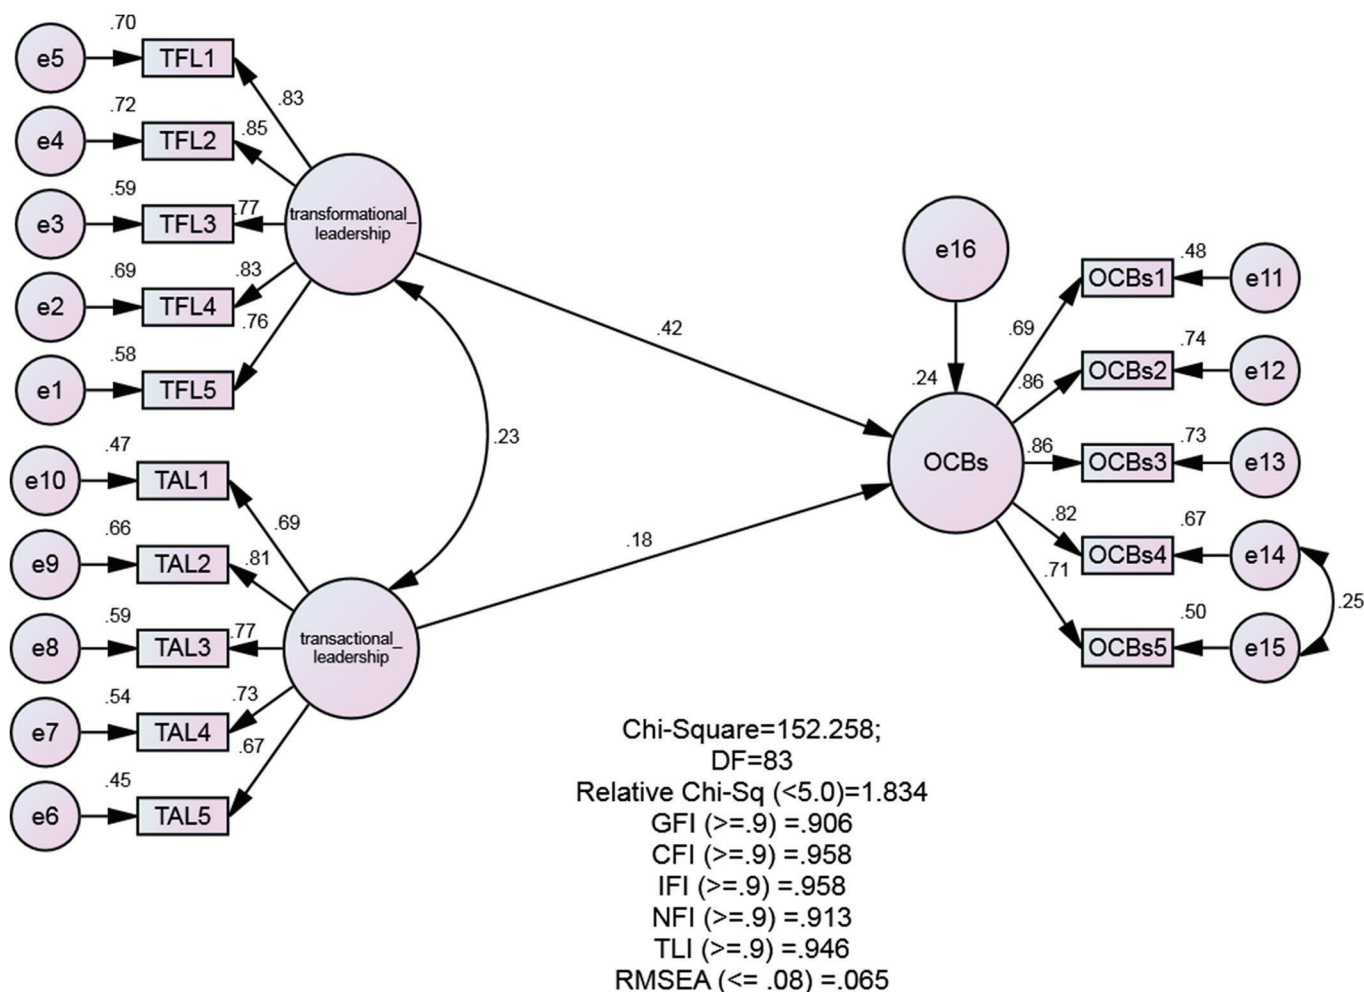 .70
e5
TFL1
.83
.72
e4
TFL2
.85
.59
e3
TFL3
.77
transformational_
leadership
.69
e2
TFL4
.83
.58
e1
TFL5
.76
.47
e10
TAL1
.69
.66
e9
TAL2
.81
.59
e8
TAL3
.77
transactional_
leadership
.54
e7
TAL4
.73
.45
e6
TAL5
.67
.23
.42
.18
e16
.24
OCBs
.69
OCBs1
.48
e11
.86
OCBs2
.74
e12
.86
OCBs3
.73
e13
.82
OCBs4
.67
e14
.71
OCBs5
.50
e15
.25
Chi-Square=152.258;
DF=83
Relative Chi-Sq (<5.0)=1.834
GFI (>=.9) =.906
CFI (>=.9) =.958
IFI (>=.9) =.958
NFI (>=.9) =.913
TLI (>=.9) =.946
RMSEA (<= .08) =.065